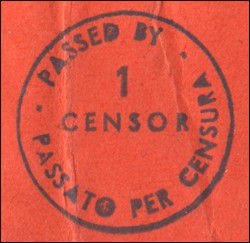 · PASSED BY ·
1
CENSOR
PASSATO PER CENSURA